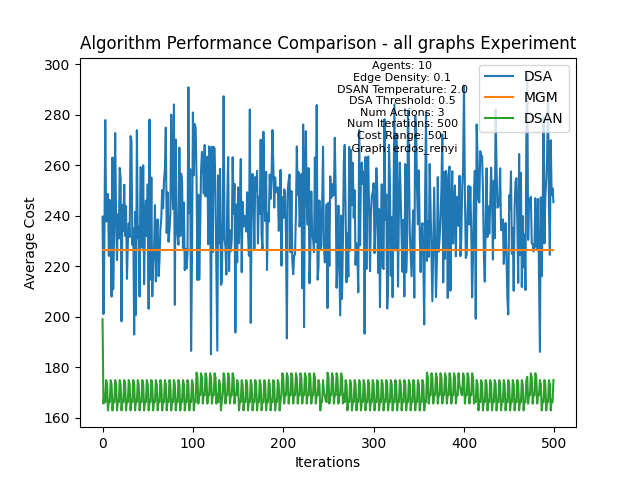 Algorithm Performance Comparison - all graphs Experiment
Agents: 10
Edge Density: 0.1
DSAN Temperature: 2.0
DSA Threshold: 0.5
Num Actions: 3
Num Iterations: 500
Cost Range: 501
Graph: erdos_renyi
DSA
MGM
DSAN
Average Cost
300
280
260
240
220
200
180
160
0
100
200
300
400
500
Iterations